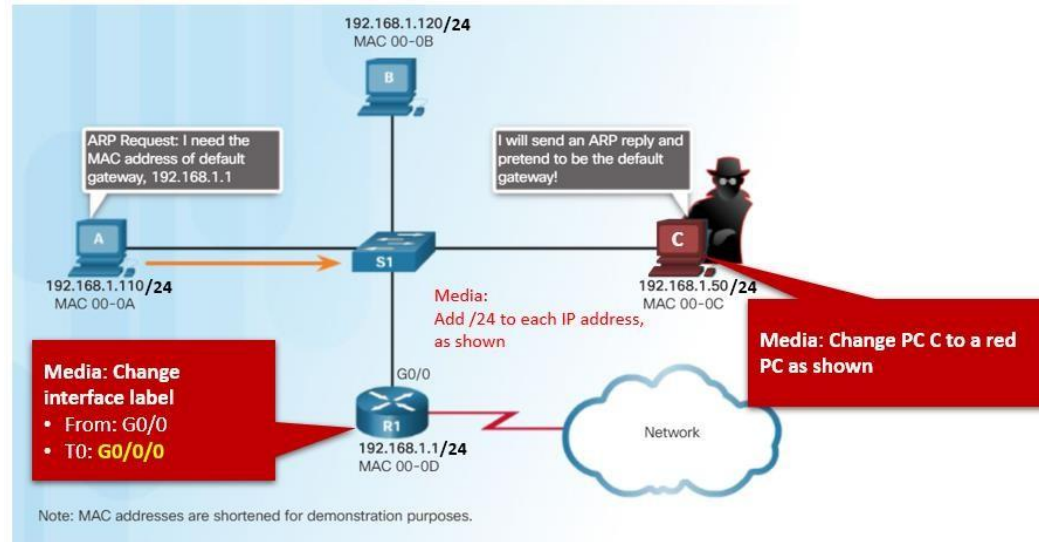 192.168.1.120/24
MAC 00-0B
B
ARP Request: I need the
MAC address of default
gateway, 192.168.1.1
I will send an ARP reply and
pretend to be the default
gateway!
A
S1
C
192.168.1.110/24
MAC 00-0A
192.168.1.50/24
MAC 00-0C
Media:
Add /24 to each IP address,
as shown
Media: Change PC C to a red
PC as shown
Media: Change
interface label
• From: G0/0
• T0: G0/0/0
G0/0
R1
192.168.1.1/24
MAC 00-0D
Network
Note: MAC addresses are shortened for demonstration purposes.